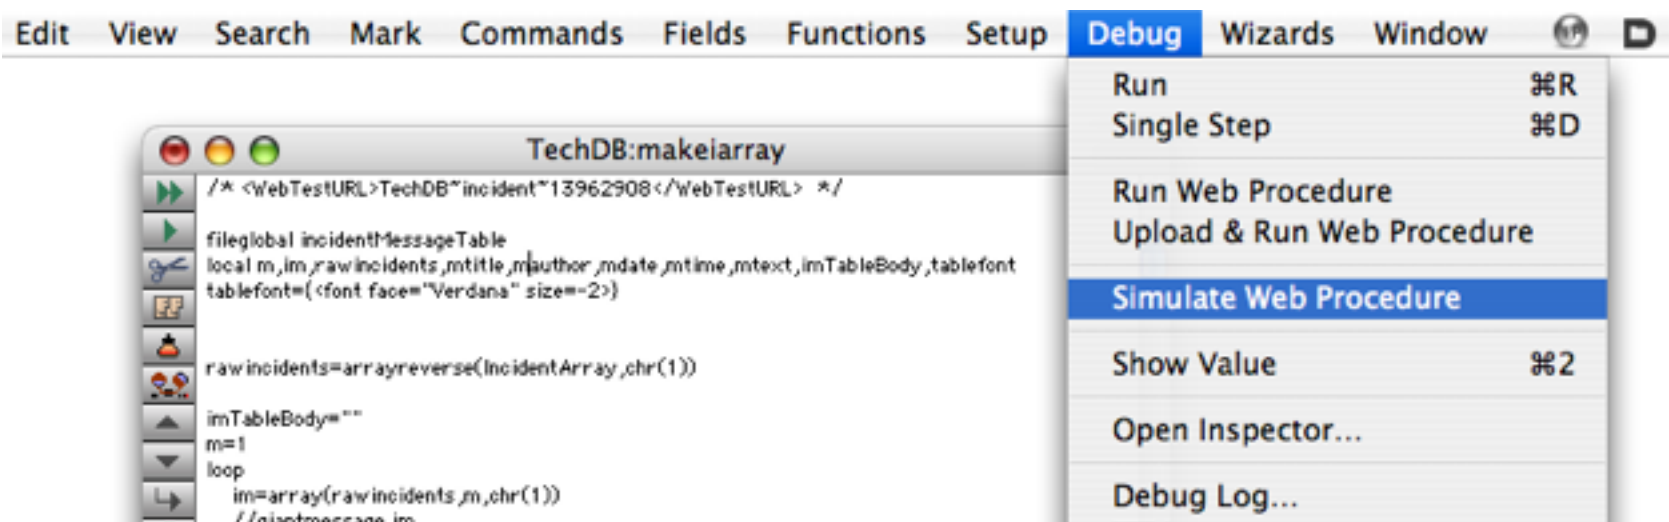 Edit View Search Mark Commands Fields Functions Setup Debug Wizards Window
Run ⌘R
Single Step ⌘D
Run Web Procedure
Upload & Run Web Procedure
Simulate Web Procedure
Show Value ⌘2
Open Inspector...
Debug Log...
TechDB:makeiarray
/* <WebTestURL>TechDB~incident~13962908</WebTestURL> */
fileglobal incidentMessageTable
local m,im,rawincidents,mtitle,mauthor,mdate,mtime,mtext,imTableBody,tablefont
tablefont={<font face="Verdana" size=-2>}
rawincidents=arrayreverse(IncidentArray,chr(1))
imTableBody=""
m=1
loop
im=array(rawincidents,m,chr(1))
//giantmessage im